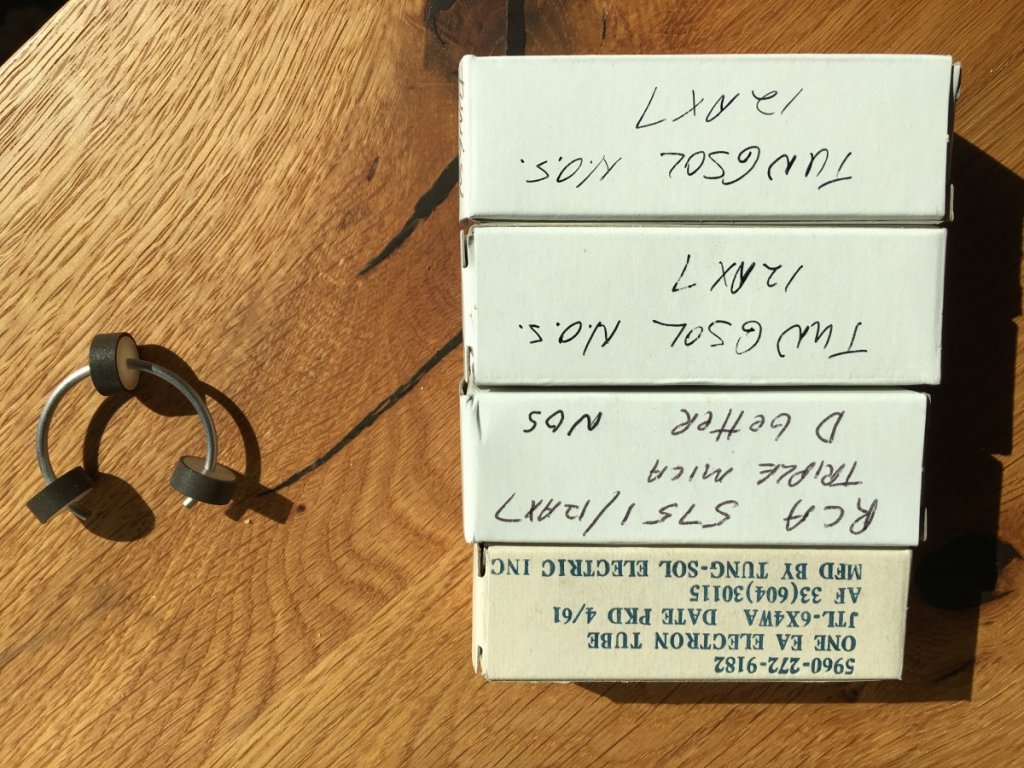 5960-272-9182
ONE EA ELECTRON TUBE
JTL-6X4WA DATE PKD 4/61
AF 33(604)30115
MFD BY TUNG-SOL ELECTRIC INC
RCA 5751/12AX7
TRIPLE MICA
D GetteR NOS
TUNGSOL N.O.S.
12AX7
TUNGSOL N.O.S.
12AX7